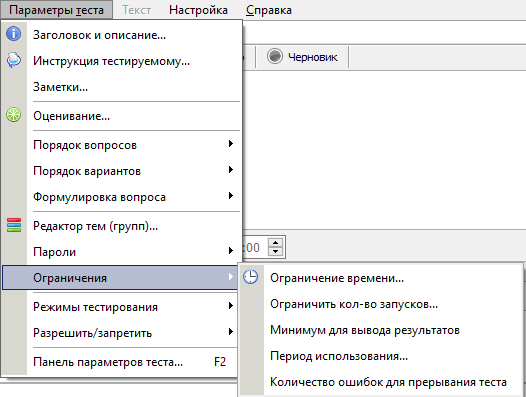 Параметры теста Текст Настройка Справка
Заголовок и описание...
Черновик
Инструкция тестируемому...
Заметки...
Оценивание...
Порядок вопросов
Порядок вариантов
Формулировка вопроса
Редактор тем (групп)...
Пароли
:00
Ограничения
Ограничение времени...
Ограничить кол-во запусков...
Режимы тестирования
Минимум для вывода результатов
Разрешить/запретить
Период использования...
Панель параметров теста... F2
Количество ошибок для прерывания теста